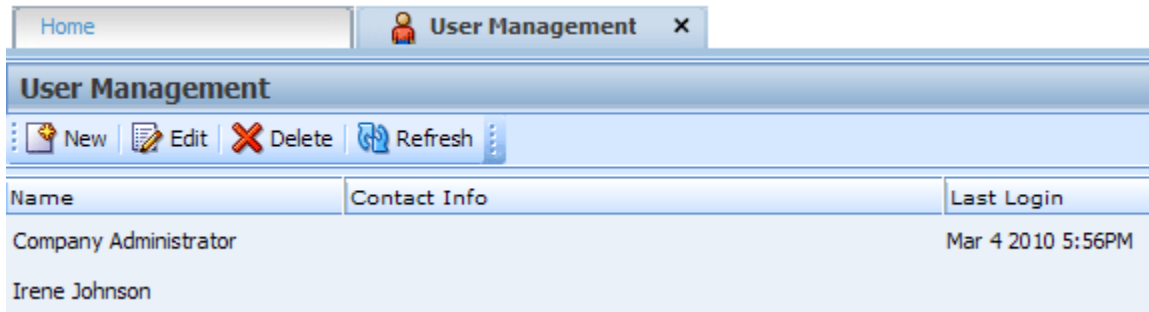 Home User Management x
User Management
New Edit Delete Refresh
Name Contact Info Last Login
Company Administrator Mar 4 2010 5:56PM
Irene Johnson